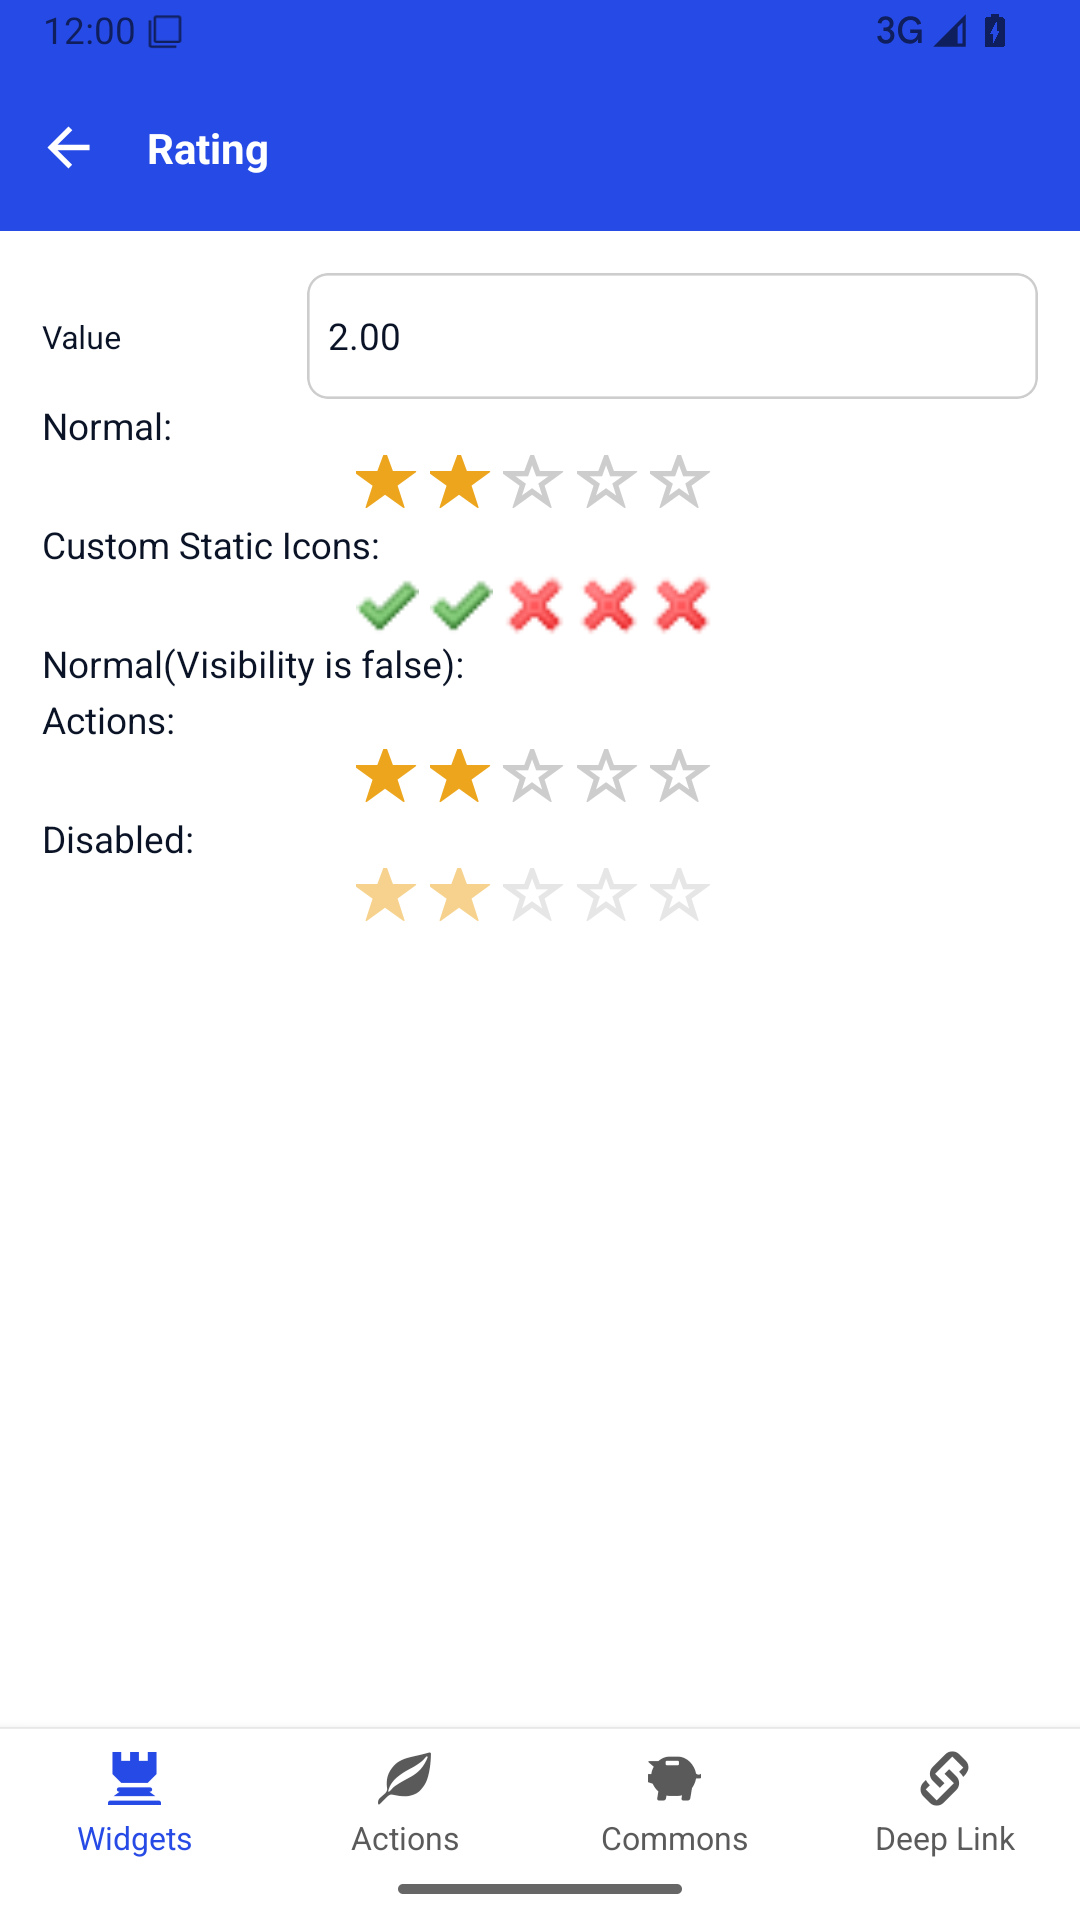 12:00 3G
Rating
Value 2.00
Normal:
Custom Static Icons:
Normal(Visibility is false):
Actions:
Disabled:
Widgets Actions Commons Deep Link